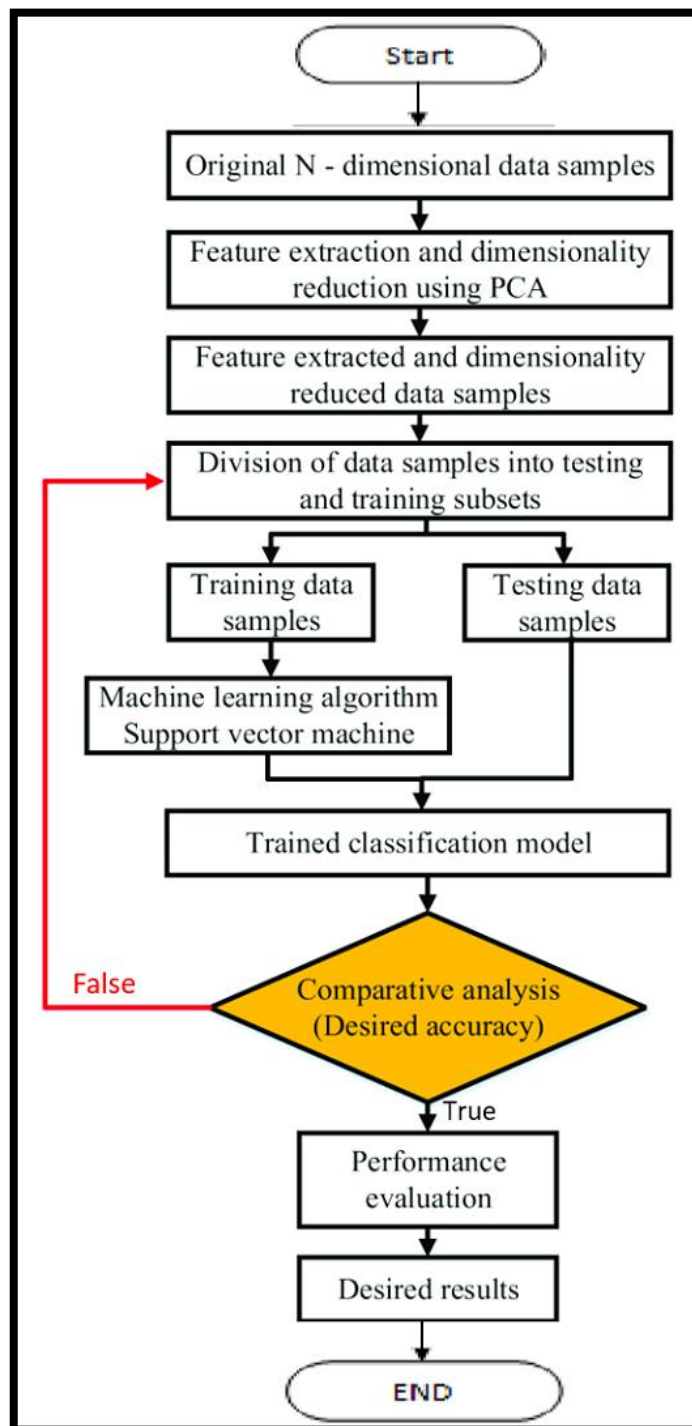 Start
Original N - dimensional data samples
Feature extraction and dimensionality
reduction using PCA
Feature extracted and dimensionality
reduced data samples
Division of data samples into testing
and training subsets
Training data
samples
Testing data
samples
Machine learning algorithm
Support vector machine
Trained classification model
False
Comparative analysis
(Desired accuracy)
True
Performance
evaluation
Desired results
END